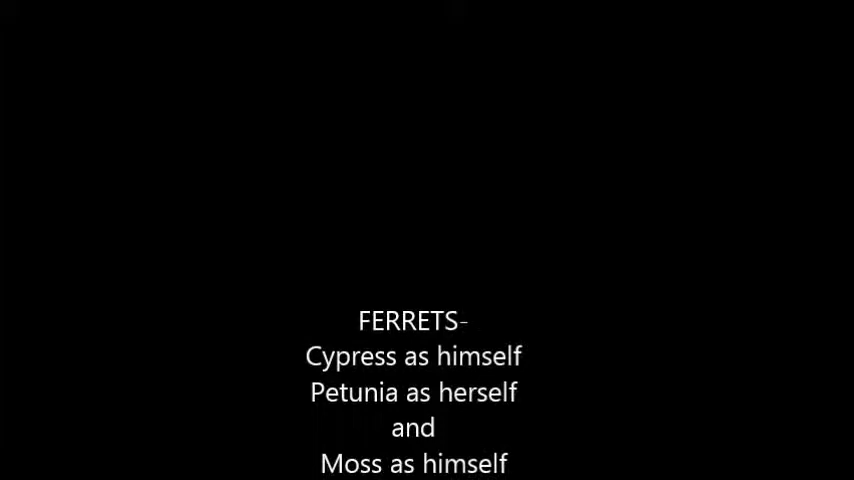 FERRETS-
Cypress as himself
Petunia as herself
and
Moss as himself